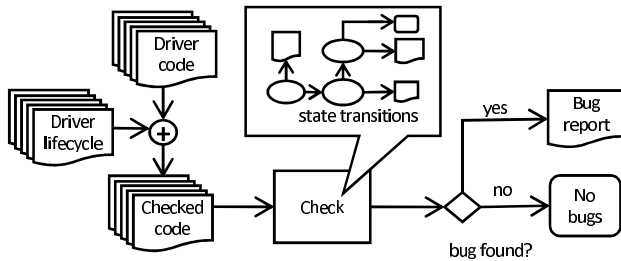 Driver
code
Driver
lifecycle
+
Checked
code
state transitions
Check
yes
no
bug found?
Bug
report
No
bugs